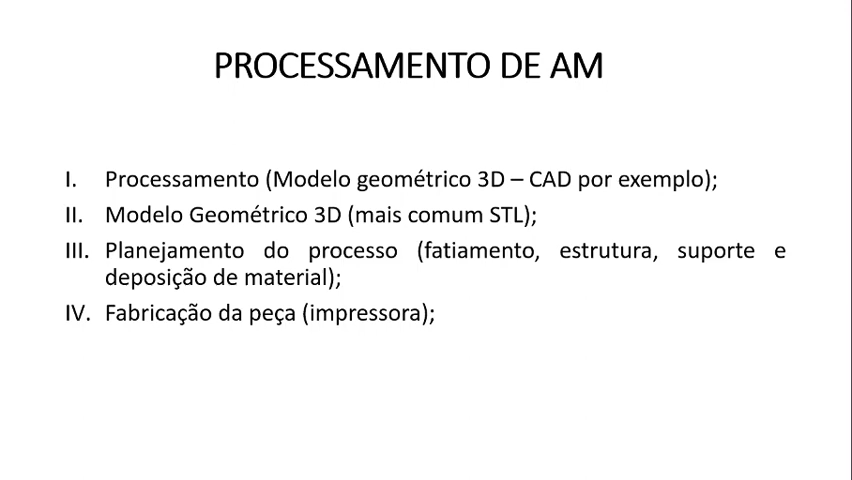 PROCESSAMENTO DE AM
I. Processamento (Modelo geométrico 3D – CAD por exemplo);
II. Modelo Geométrico 3D (mais comum STL);
III. Planejamento do processo (fatiamento, estrutura, suporte e
deposição de material);
IV. Fabricação da peça (impressora);